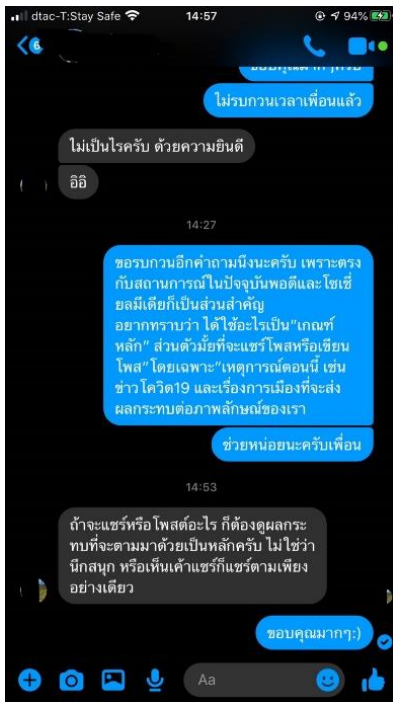 dtac-T:Stay Safe 14:57 94%
6
ไม่รบกวนเวลาเพื่อนแล้ว
ไม่เป็นไรครับ ด้วยความยินดี
อิอิ
14:27
ขอรบกวนอีกคำถามนึงนะครับ เพราะตรง
กับสถานการณ์ในปัจจุบันพอดีและโซเชี่
ยลมีเดียก็เป็นส่วนสำคัญ
อยากทราบว่า ได้ใช้อะไรเป็น"เกณฑ์
หลัก" ส่วนตัวมั้ยที่จะแชร์โพสหรือเขียน
โพส" โดยเฉพาะ"เหตุการณ์ตอนนี้ เช่น
ข่าวโควิด19 และเรื่องการเมืองที่จะส่ง
ผลกระทบต่อภาพลักษณ์ของเรา
ช่วยหน่อยนะครับเพื่อน
14:53
ถ้าจะแชร์หรือโพสต์อะไร ก็ต้องดูผลกระ
ทบที่จะตามมาด้วยเป็นหลักครับ ไม่ใช่ว่า
นึกสนุก หรือเห็นเค้าแชร์ก็แชร์ตามเพียง
อย่างเดียว
ขอบคุณมากๆ:)
Aa